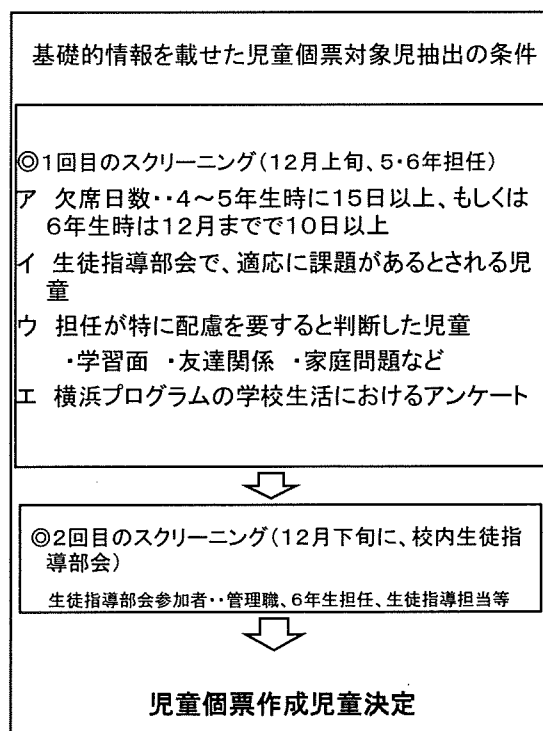 基礎的情報を載せた児童個票対象児抽出の条件
◎1回目のスクリーニング(12月上旬、5・6年担任)
ア 欠席日数・・4～5年生時に15日以上、もしくは
6年生時は12月までで10日以上
イ 生徒指導部会で、適応に課題があるとされる児
童
ウ 担任が特に配慮を要すると判断した児童
・学習面 ・友達関係 ・家庭問題など
エ 横浜プログラムの学校生活におけるアンケート
◎2回目のスクリーニング(12月下旬に、校内生徒指
導部会)
生徒指導部会参加者・・管理職、6年生担任、生徒指導担当等
児童個票作成児童決定